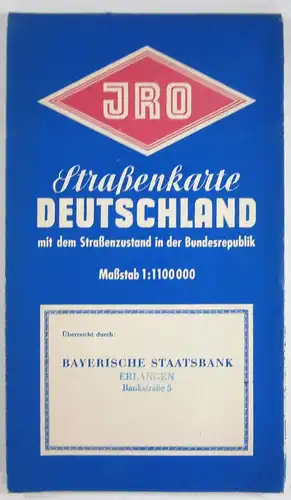 JRO
Straßenkarte
DEUTSCHLAND
mit dem Straßenzustand in der Bundesrepublik
Maßstab 1:1100000
Überreicht durch:
BAYERISCHE STAATSBANK
ERLANGEN
Bankstraße 5